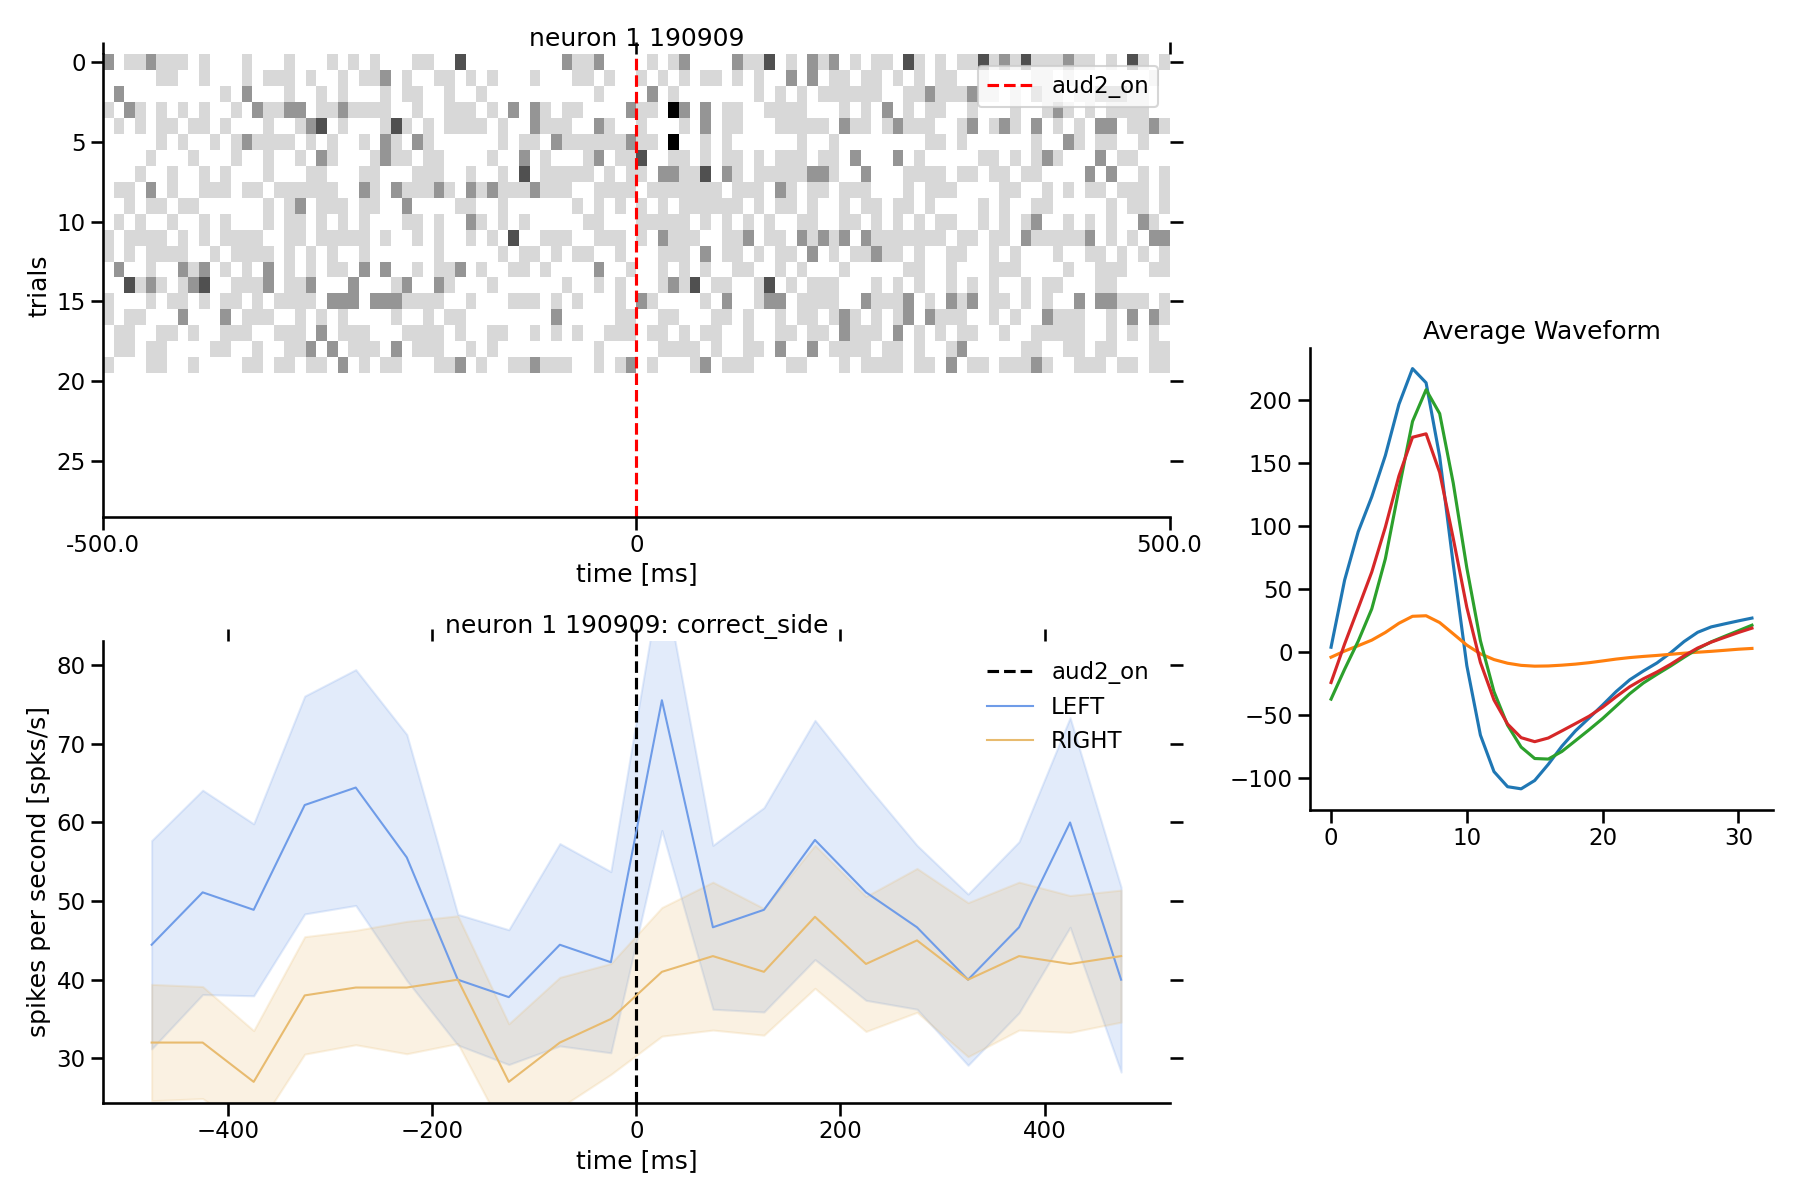 neuron 1 190909
0
5
10
15
20
25
trials
aud2_on
-500.0 0 500.0
time [ms]
neuron 1 190909: correct_side
80
70
60
50
40
30
spikes per second [spks/s]
aud2_on
LEFT
RIGHT
−400 −200 0 200 400
time [ms]
Average Waveform
200
150
100
50
0
−50
−100
0 10 20 30